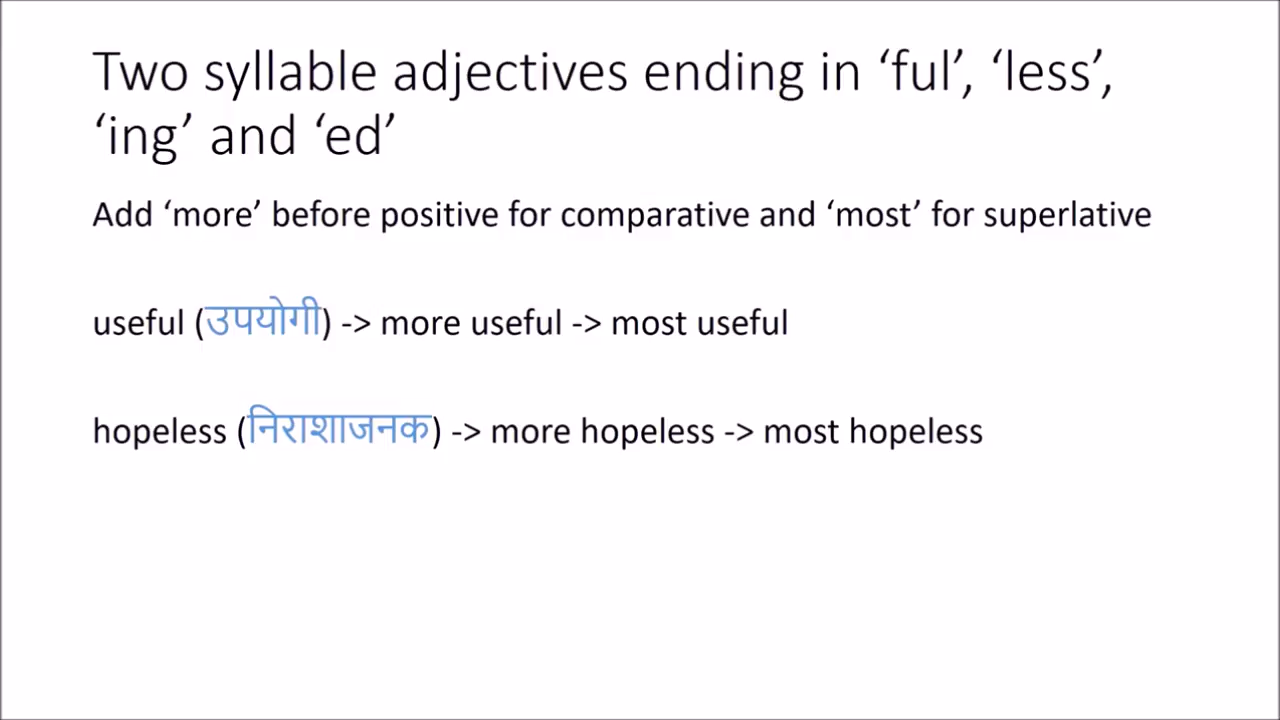 Two syllable adjectives ending in ‘ful’, ‘less’,
‘ing’ and ‘ed’
Add ‘more’ before positive for comparative and ‘most’ for superlative
useful (उपयोगी) -> more useful -> most useful
hopeless (निराशाजनक) -> more hopeless -> most hopeless